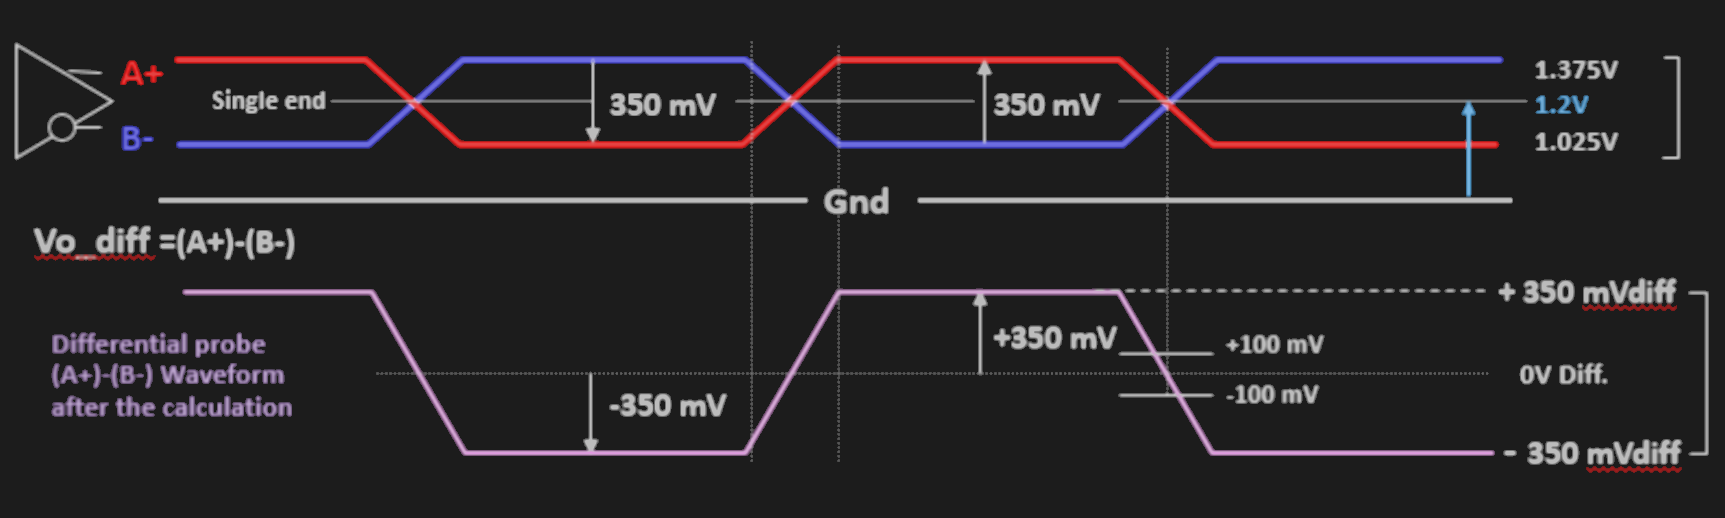 A+
1.375V
Single end
350 mV
350 mV
1.2V
B-
1.025V
Gnd
Vo_diff =(A+)-(B-)
+ 350 mVdiff
Differential probe
(A+)-(B-) Waveform
after the calculation
+350 mV
+100 mV
0V Diff.
-100 mV
-350 mV
- 350 mVdiff